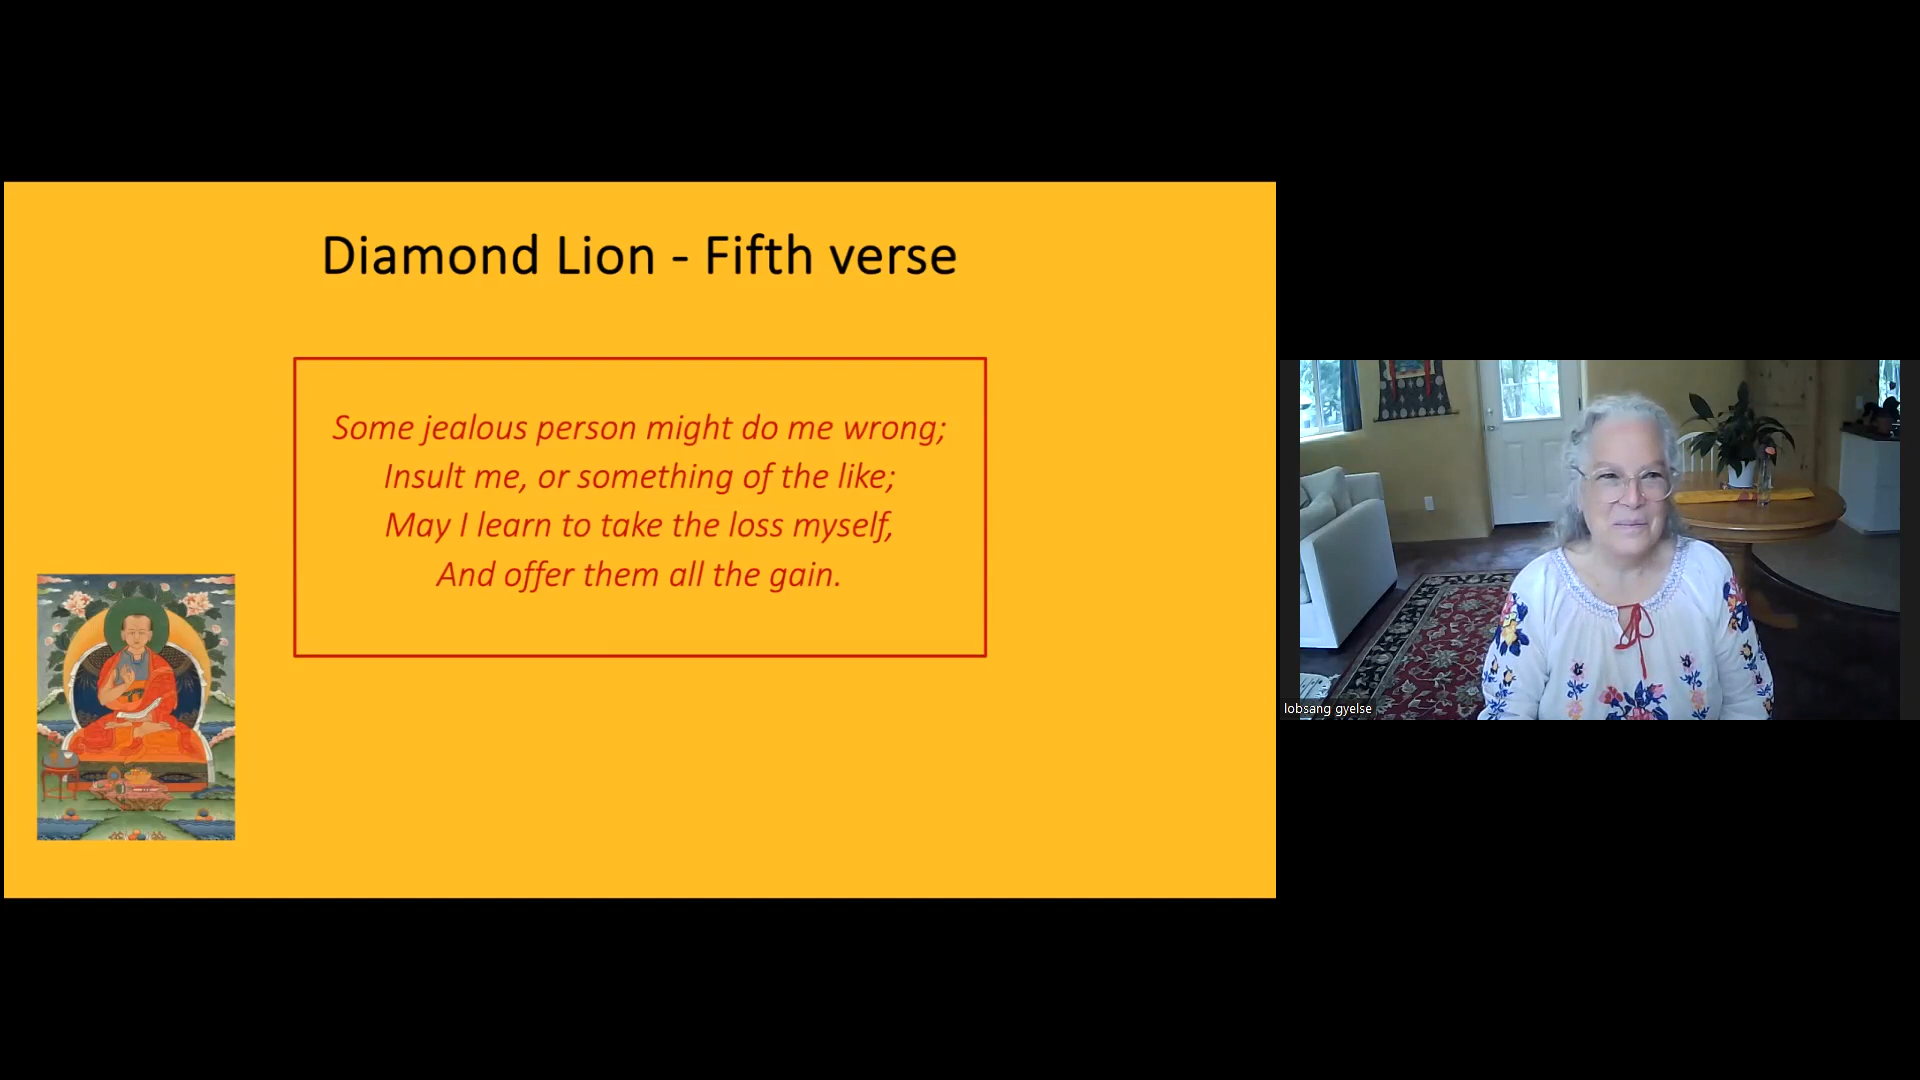 Diamond Lion - Fifth verse
Some jealous person might do me wrong;
Insult me, or something of the like;
May I learn to take the loss myself,
And offer them all the gain.
lobsang gyelse